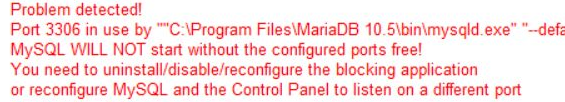 Problem detected!
Port 3306 in use by ""C:\Program Files\MariaDB 10.5\bin\mysqld.exe" "--defa
MySQL WILL NOT start without the configured ports free!
You need to uninstall/disable/reconfigure the blocking application
or reconfigure MySQL and the Control Panel to listen on a different port